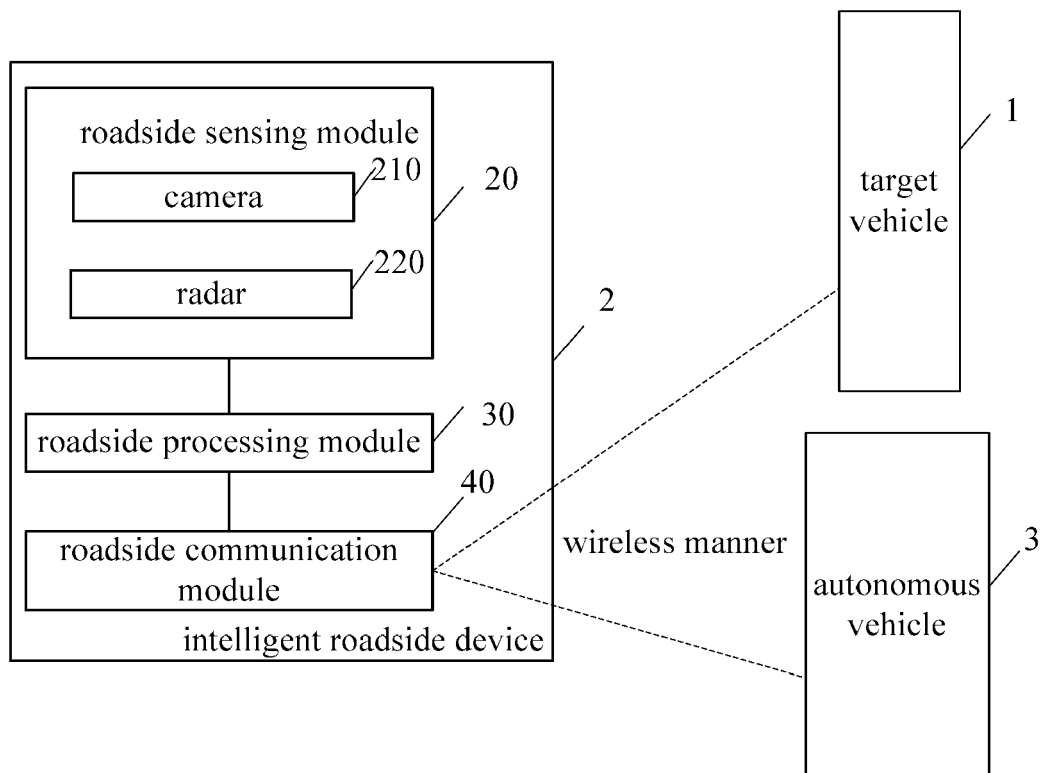 roadside sensing module
210
camera
20
220
radar
2
30
roadside processing module
40
roadside communication
module
intelligent roadside device
wireless manner
1
target
vehicle
3
autonomous
vehicle